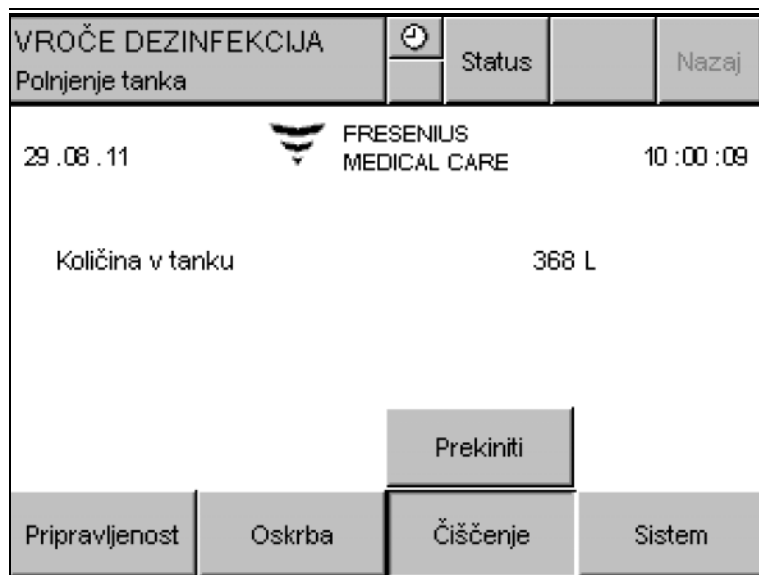 VROČE DEZINFEKCIJA
Polnjenje tanka
Status
Nazaj
29.08.11
FRESENIUS
MEDICAL CARE
10:00:09
Količina v tanku 368 L
Prekiniti
Pripravljenost
Oskrba
Čiščenje
Sistem